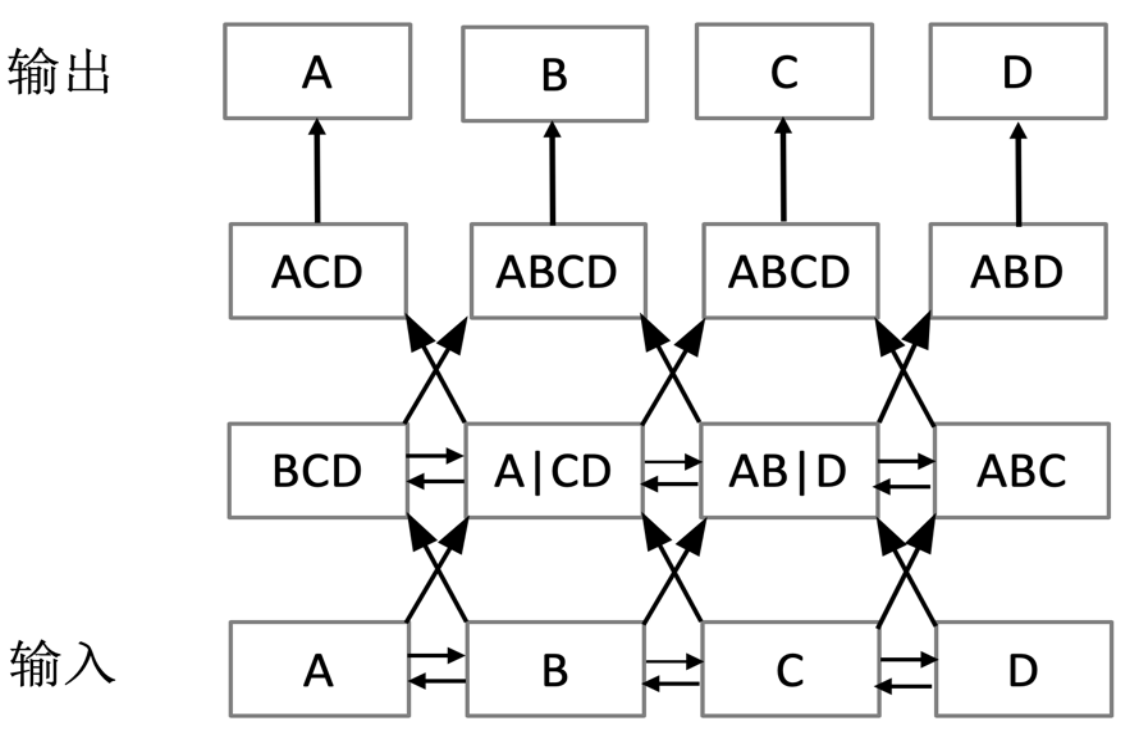 输出 A B C D
ACD ABCD ABCD ABD
BCD A|CD AB|D ABC
输入 A B C D